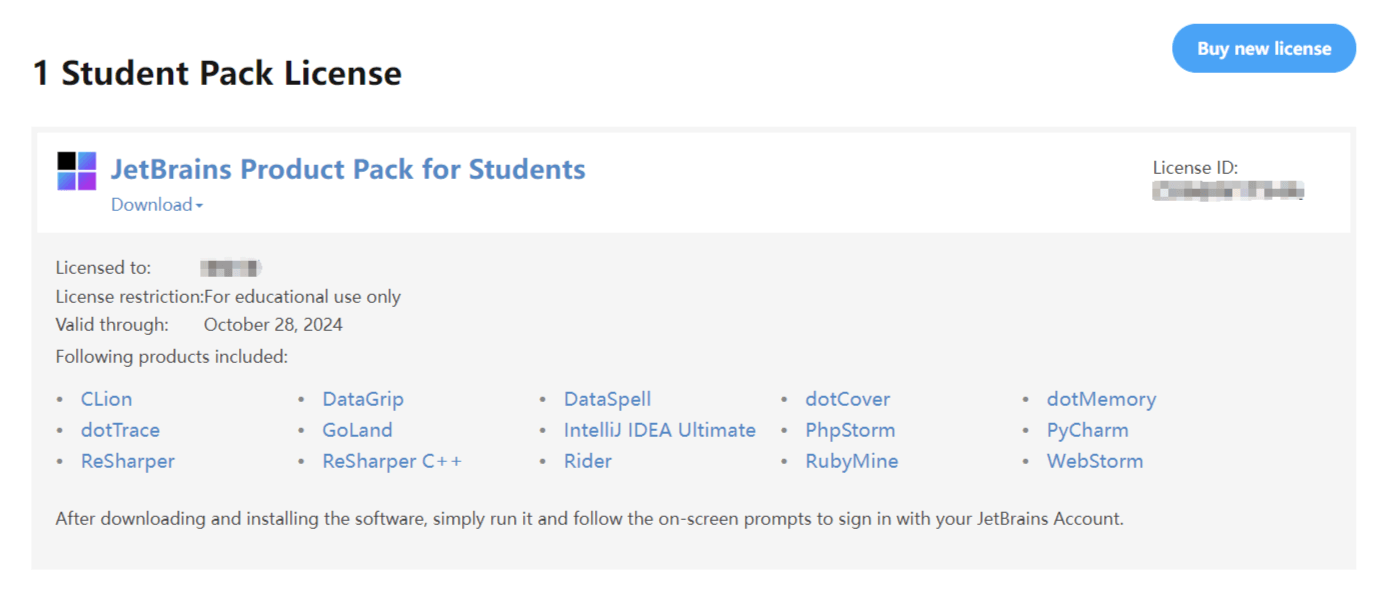 Buy new license
1 Student Pack License
JetBrains Product Pack for Students
Download
License ID:
Licensed to:
License restriction:For educational use only
Valid through: October 28, 2024
Following products included:
• CLion • DataGrip • DataSpell • dotCover • dotMemory
• dotTrace • GoLand • IntelliJ IDEA Ultimate • PhpStorm • PyCharm
• ReSharper • ReSharper C++ • Rider • RubyMine • WebStorm
After downloading and installing the software, simply run it and follow the on-screen prompts to sign in with your JetBrains Account.